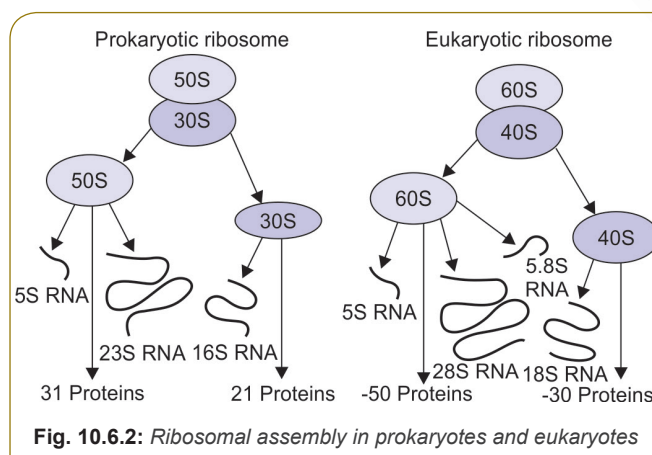 Prokaryotic ribosome
50S
30S
50S
30S
5S RNA
23S RNA
16S RNA
31 Proteins
21 Proteins
Eukaryotic ribosome
60S
40S
60S
40S
5.8S
RNA
5S RNA
28S RNA
18S RNA
-50 Proteins
-30 Proteins
Fig. 10.6.2: Ribosomal assembly in prokaryotes and eukaryotes